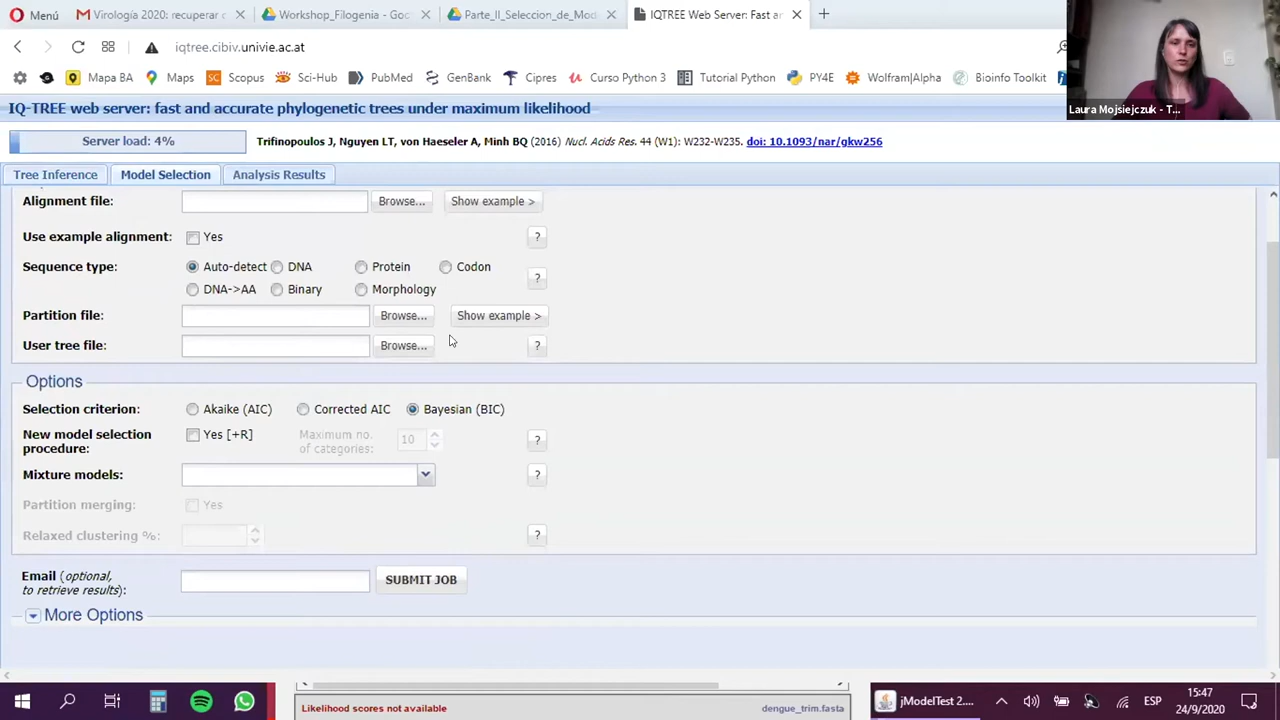 Menú
Virología 2020: recuperar c
Workshop_Filogenia - Goo
Parte_II_Seleccion_de_Mod
IQTREE Web Server: Fast ar
iqtree.cibiv.univie.ac.at
Mapa BA
Maps
Scopus
Sci-Hub
PubMed
GenBank
Cipres
Curso Python 3
Tutorial Python
PY4E
Wolfram|Alpha
Bioinfo Toolkit
Laura Mojsiejczuk - T...
IQ-TREE web server: fast and accurate phylogenetic trees under maximum likelihood
Server load: 4%
Trifinopoulos J, Nguyen LT, von Haeseler A, Minh BQ (2016) Nucl. Acids Res. 44 (W1): W232-W235. doi: 10.1093/nar/gkw256
Tree Inference Model Selection Analysis Results
Alignment file: Browse... Show example >
Use example alignment: Yes ?
Sequence type: Auto-detect DNA Protein Codon ?
DNA->AA Binary Morphology
Partition file: Browse... Show example >
User tree file: Browse... ?
Options
Selection criterion: Akaike (AIC) Corrected AIC Bayesian (BIC)
New model selection procedure: Yes [+R] Maximum no. of categories: 10 ?
Mixture models: ?
Partition merging: Yes
Relaxed clustering %: ?
Email (optional, to retrieve results): SUBMIT JOB
More Options
Likelihood scores not available dengue_trim.fasta
jModelTest 2....
ESP
15:47
24/9/2020